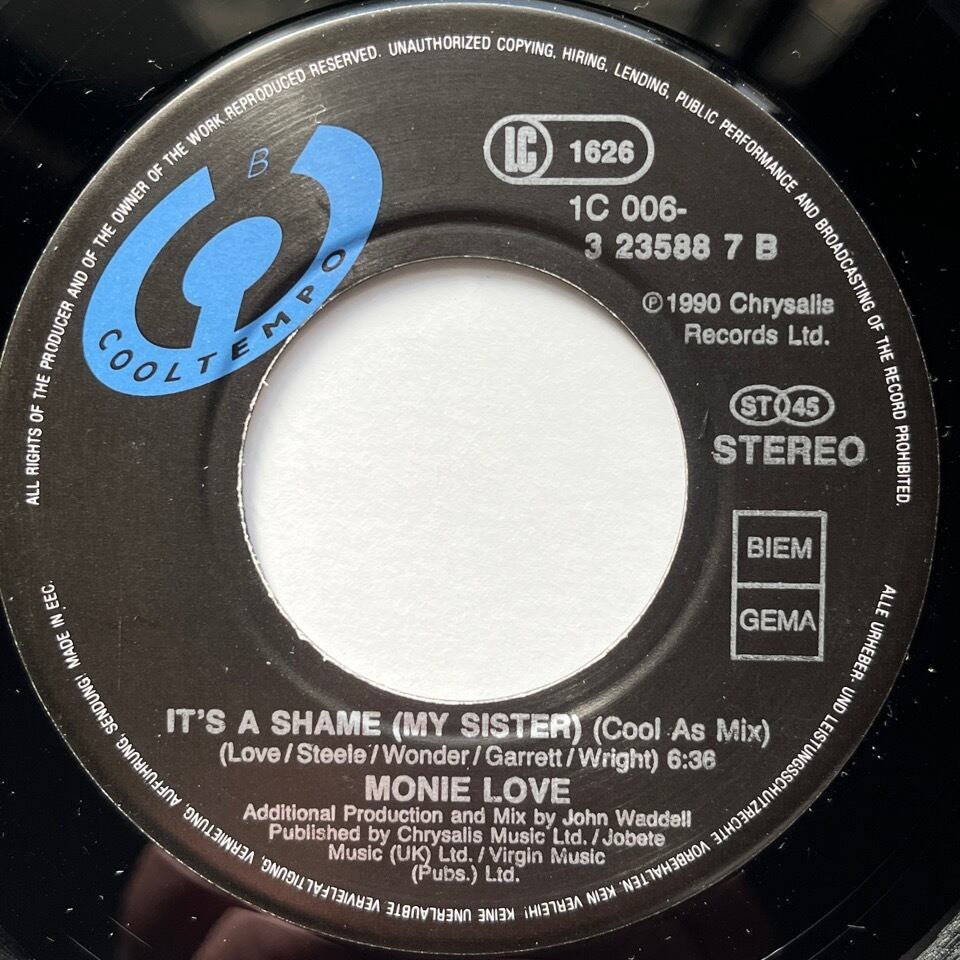 ALL RIGHTS OF THE PRODUCER AND OF THE OWNER OF THE WORK REPRODUCED RESERVED. UNAUTHORIZED COPYING, HIRING, LENDING, PUBLIC PERFORMANCE AND BROADCASTING OF THE RECORD PROHIBITED.
B
COOLTEMPO
LC 1626
1C 006-
3 23588 7 B
℗1990 Chrysalis
Records Ltd.
ST 45
STEREO
BIEM
GEMA
IT'S A SHAME (MY SISTER) (Cool As Mix)
(Love/Steele/Wonder/Garrett/Wright) 6:36
MONIE LOVE
Additional Production and Mix by John Waddell
Published by Chrysalis Music Ltd./Jobete
Music (UK) Ltd./Virgin Music
(Pubs.) Ltd.
ALLE URHEBER- UND LEISTUNGSSCHUTZRECHTE VORBEHALTEN. KEIN VERLEIH! KEINE UNERLAUBTE VERVIELFÄLTIGUNG, VERMIETUNG, AUFFÜHRUNG, SENDUNG! MADE IN EEC.